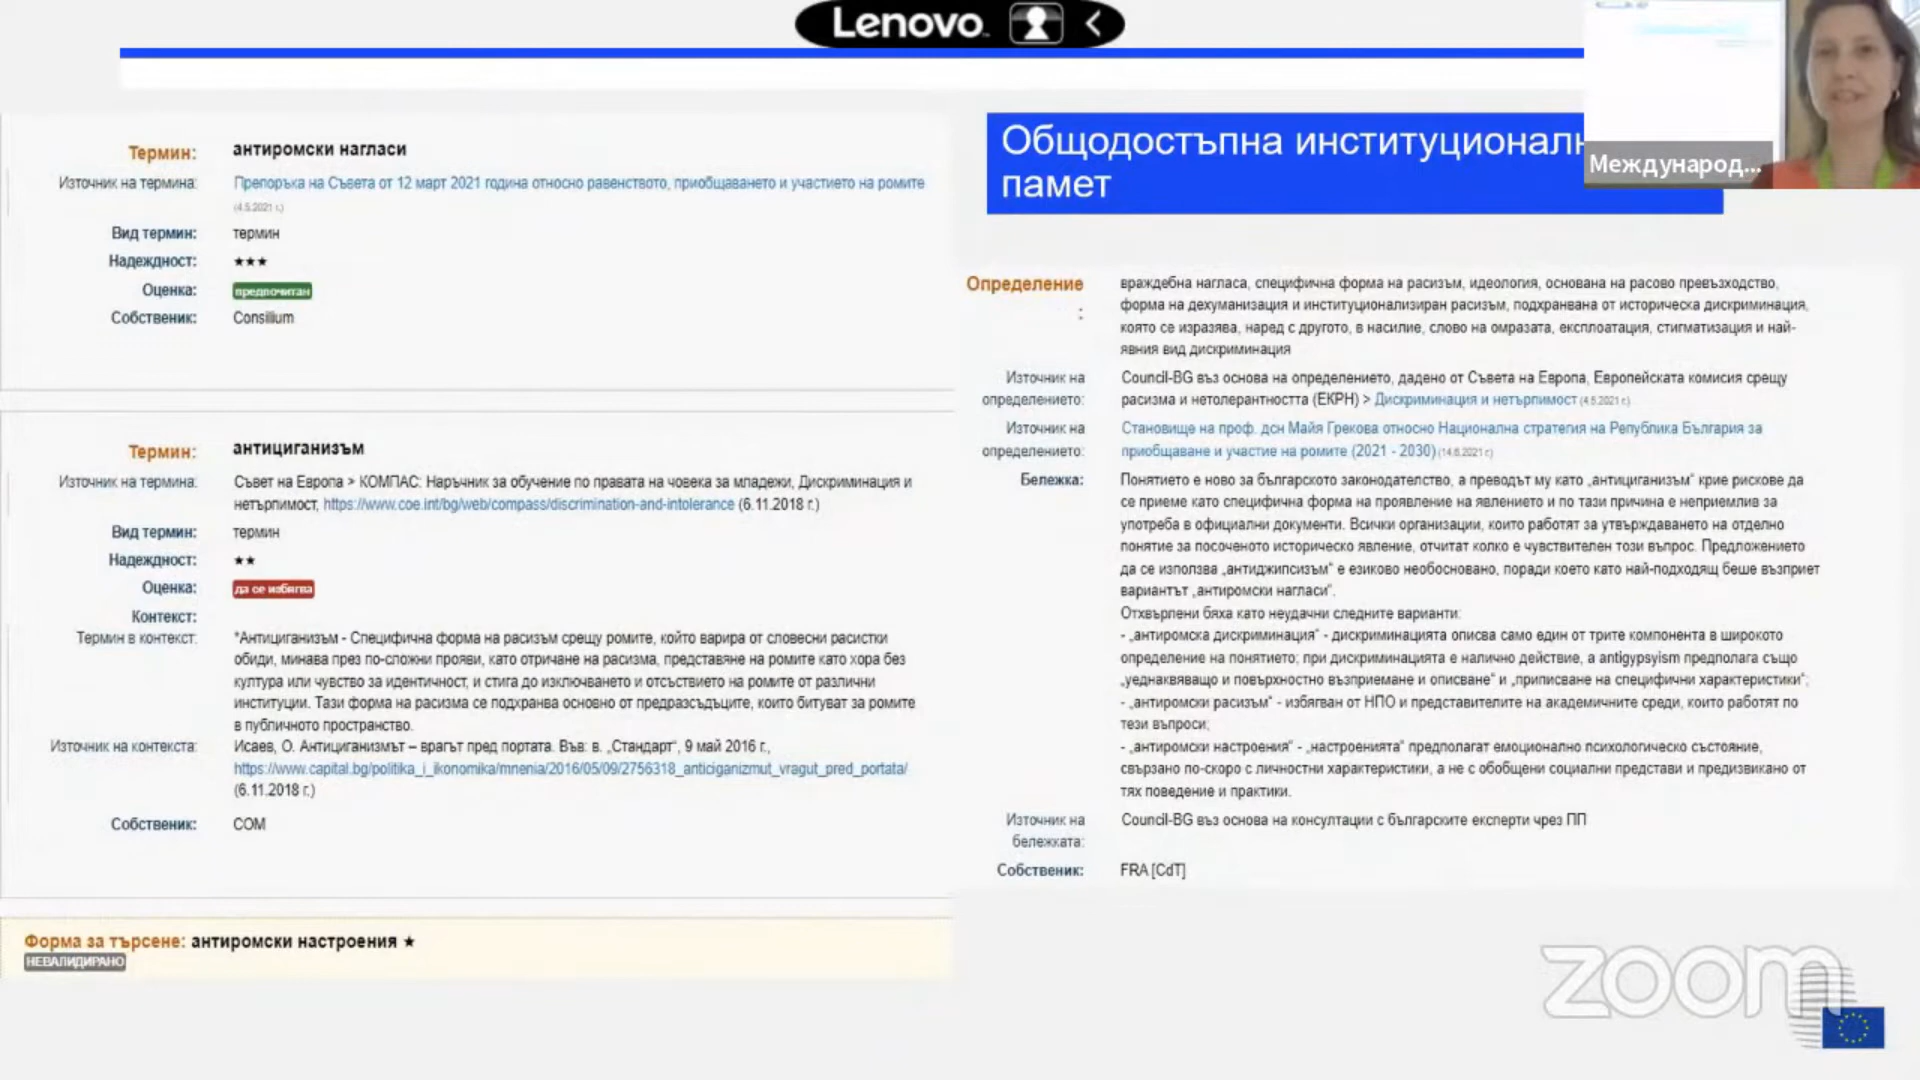 Lenovo
Термин: антиромски нагласи
Източник на термина: Препоръка на Съвета от 12 март 2021 година относно равенството, приобщаването и участието на ромите
(4.5.2021 г.)
Вид термин: термин
Надеждност: ★★★
Оценка: предпочитан
Собственик: Consilium
Термин: антициганизъм
Източник на термина: Съвет на Европа > КОМПАС: Наръчник за обучение по правата на човека за младежи, Дискриминация и
нетърпимост, https://www.coe.int/bg/web/compass/discrimination-and-intolerance (6.11.2018 г.)
Вид термин: термин
Надеждност: ★★
Оценка: да се избягва
Контекст:
Термин в контекст: "Антициганизъм - Специфична форма на расизъм срещу ромите, който варира от словесни расистки
обиди, минава през по-сложни прояви, като отричане на расизма, представяне на ромите като хора без
култура или чувство за идентичност, и стига до изключването и отсъствието на ромите от различни
институции. Тази форма на расизма се подхранва основно от предразсъдъците, които битуват за ромите
в публичното пространство.
Източник на контекста: Исаев, О. Антициганизмът – врагът пред портата. Във: в. „Стандарт“, 9 май 2016 г.,
https://www.capital.bg/politika_i_ikonomika/mnenia/2016/05/09/2756318_anticiganizmut_vragut_pred_portata/
(6.11.2018 г.)
Собственик: COM
Форма за търсене: антиромски настроения ★
НЕВАЛИДИРАНО
Общодостъпна институционалн
памет
Международ...
Определение враждебна нагласа, специфична форма на расизъм, идеология, основана на расово превъзходство,
: форма на дехуманизация и институционализиран расизъм, подхранвана от историческа дискриминация,
която се изразява, наред с другото, в насилие, слово на омразата, експлоатация, стигматизация и най-
явния вид дискриминация
Източник на Council-BG въз основа на определението, дадено от Съвета на Европа, Европейската комисия срещу
определението: расизма и нетолерантността (ЕКРН) > Дискриминация и нетърпимост (4.5.2021 г.)
Източник на Становище на проф. дсн Майя Грекова относно Национална стратегия на Република България за
определението: приобщаване и участие на ромите (2021 - 2030) (14.6.2021 г.)
Бележка: Понятието е ново за българското законодателство, а преводът му като „антициганизъм“ крие рискове да
се приеме като специфична форма на проявление на явлението и по тази причина е неприемлив за
употреба в официални документи. Всички организации, които работят за утвърждаването на отделно
понятие за посоченото историческо явление, отчитат колко е чувствителен този въпрос. Предложението
да се използва „антиджипсизъм“ е езиково необосновано, поради което като най-подходящ беше възприет
вариантът „антиромски нагласи“.
Отхвърлени бяха като неудачни следните варианти:
- „антиромска дискриминация“ - дискриминацията описва само един от трите компонента в широкото
определение на понятието; при дискриминацията е налично действие, а antigypsyism предполага също
„уеднаквяващо и повърхностно възприемане и описване“ и „приписване на специфични характеристики“;
- „антиромски расизъм“ - избягван от НПО и представителите на академичните среди, които работят по
тези въпроси;
- „антиромски настроения“ - „настроенията“ предполагат емоционално психологическо състояние,
свързано по-скоро с личностни характеристики, а не с обобщени социални представи и предизвикано от
тях поведение и практики.
Източник на Council-BG въз основа на консултации с българските експерти чрез ПП
бележката:
Собственик: FRA [CdT]
zoom